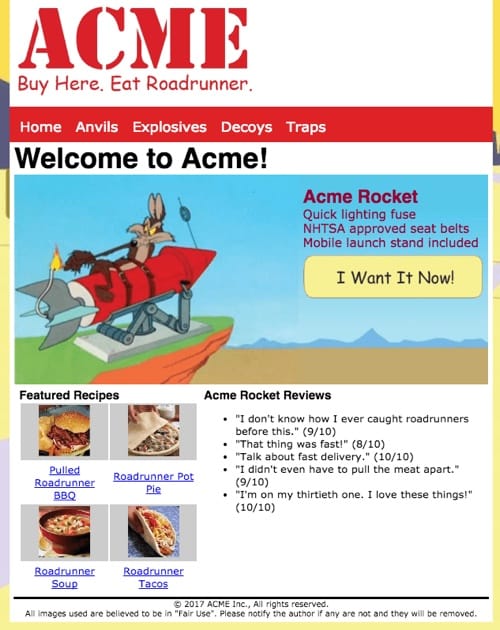 ACME
Buy Here. Eat Roadrunner.
Home Anvils Explosives Decoys Traps
Welcome to Acme!
Acme Rocket
Quick lighting fuse
NHTSA approved seat belts
Mobile launch stand included
I Want It Now!
Featured Recipes
Pulled
Roadrunner
BBQ
Roadrunner Pot
Pie
Roadrunner
Soup
Roadrunner
Tacos
Acme Rocket Reviews
• "I don't know how I ever caught roadrunners
before this." (9/10)
• "That thing was fast!" (8/10)
• "Talk about fast delivery." (10/10)
• "I didn't even have to pull the meat apart."
(9/10)
• "I'm on my thirtieth one. I love these things!"
(10/10)
© 2017 ACME Inc., All rights reserved.
All images used are believed to be in "Fair Use". Please notify the author if any are not and they will be removed.